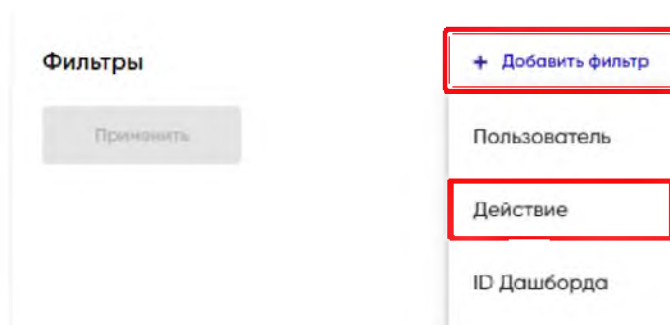 Фильтры
+ Добавить фильтр
Применить
Пользователь
Действие
ID Дашборда